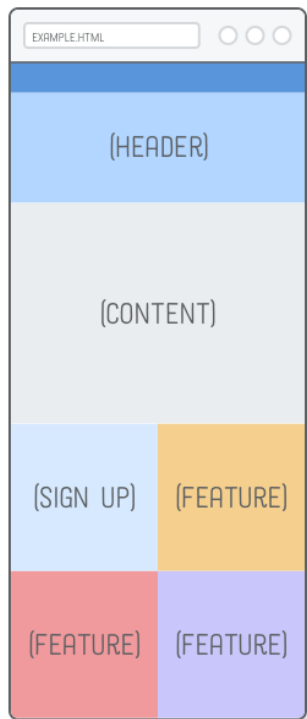 EXAMPLE.HTML
(HEADER)
(CONTENT)
(SIGN UP) (FEATURE)
(FEATURE) (FEATURE)